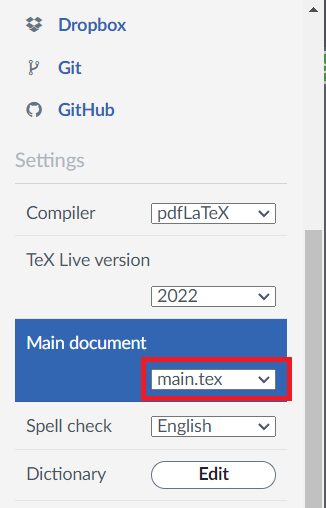 Dropbox
Git
GitHub
Settings
Compiler pdfLaTeX
TeX Live version
2022
Main document
main.tex
Spell check English
Dictionary Edit